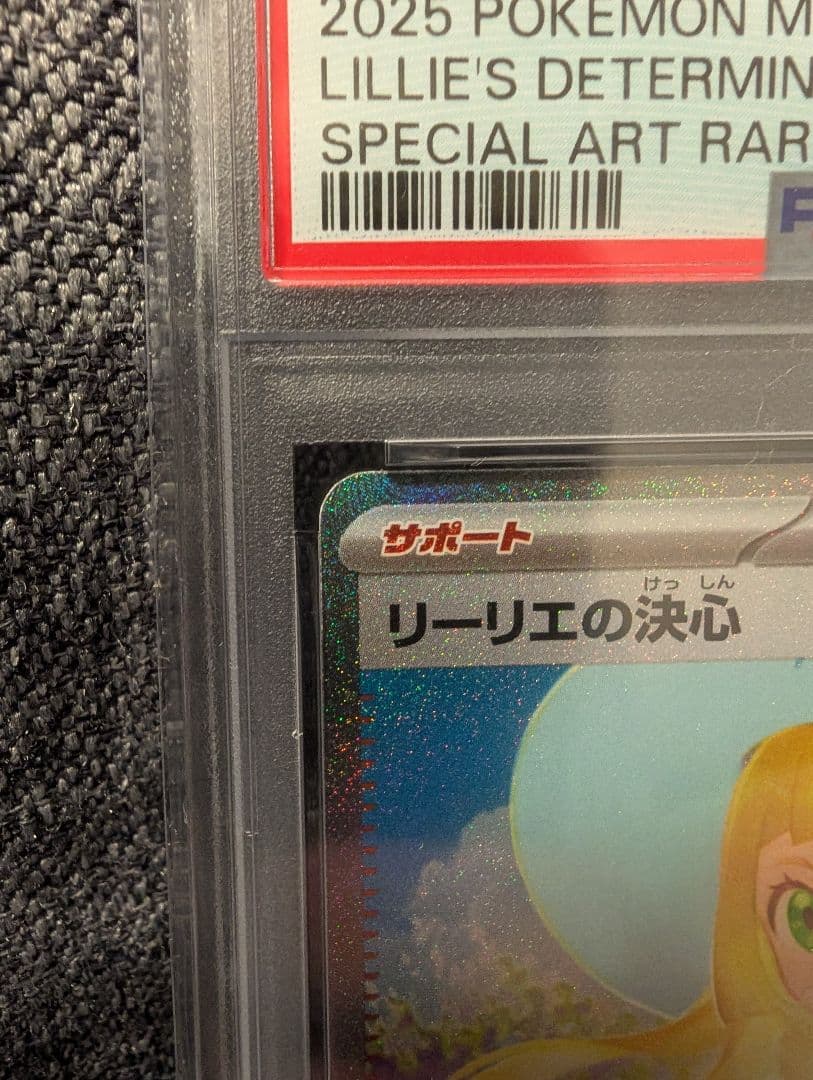 2025 POKEMON M
LILLIE'S DETERMIN
SPECIAL ART RAR
サポート
けっ しん
リーリエの決心